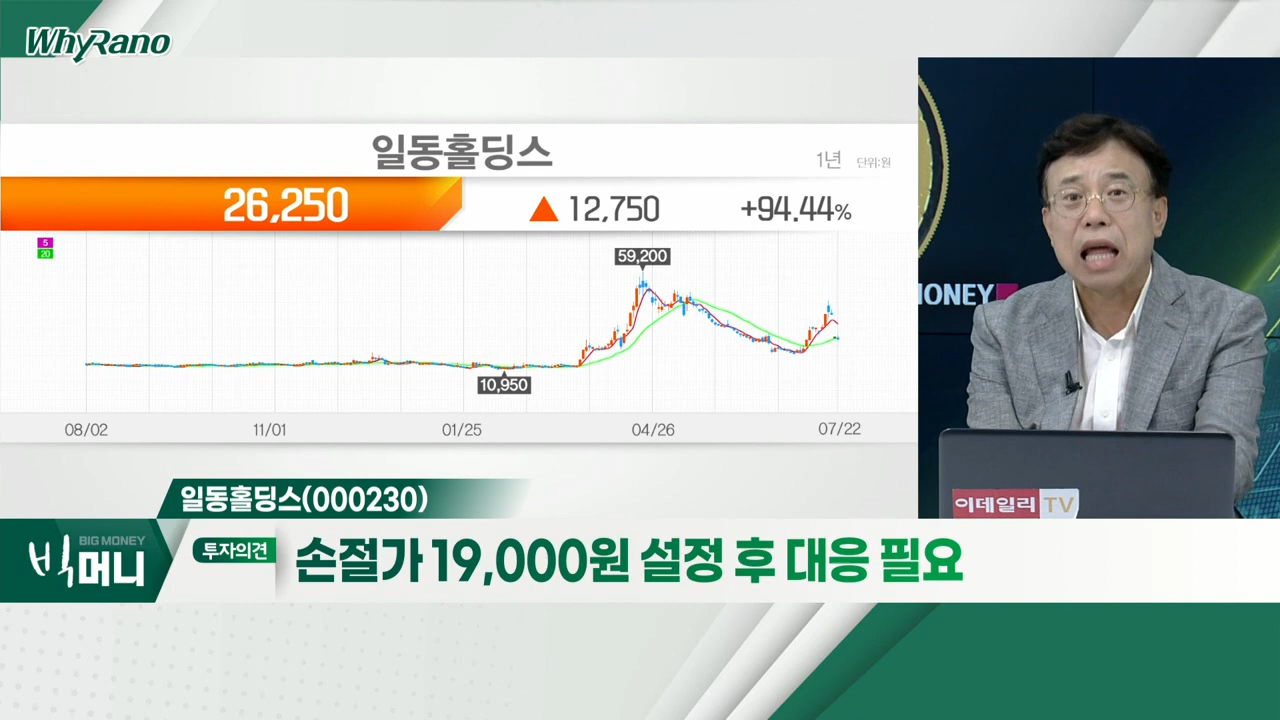 WhyRano
일동홀딩스
1년 단위:원
26,250 ▲ 12,750 +94.44%
5
20
59,200
10,950
08/02 11/01 01/25 04/26 07/22
MONEY
이데일리 TV
일동홀딩스(000230)
BIG MONEY
빅머니
투자의견
손절가 19,000원 설정 후 대응 필요